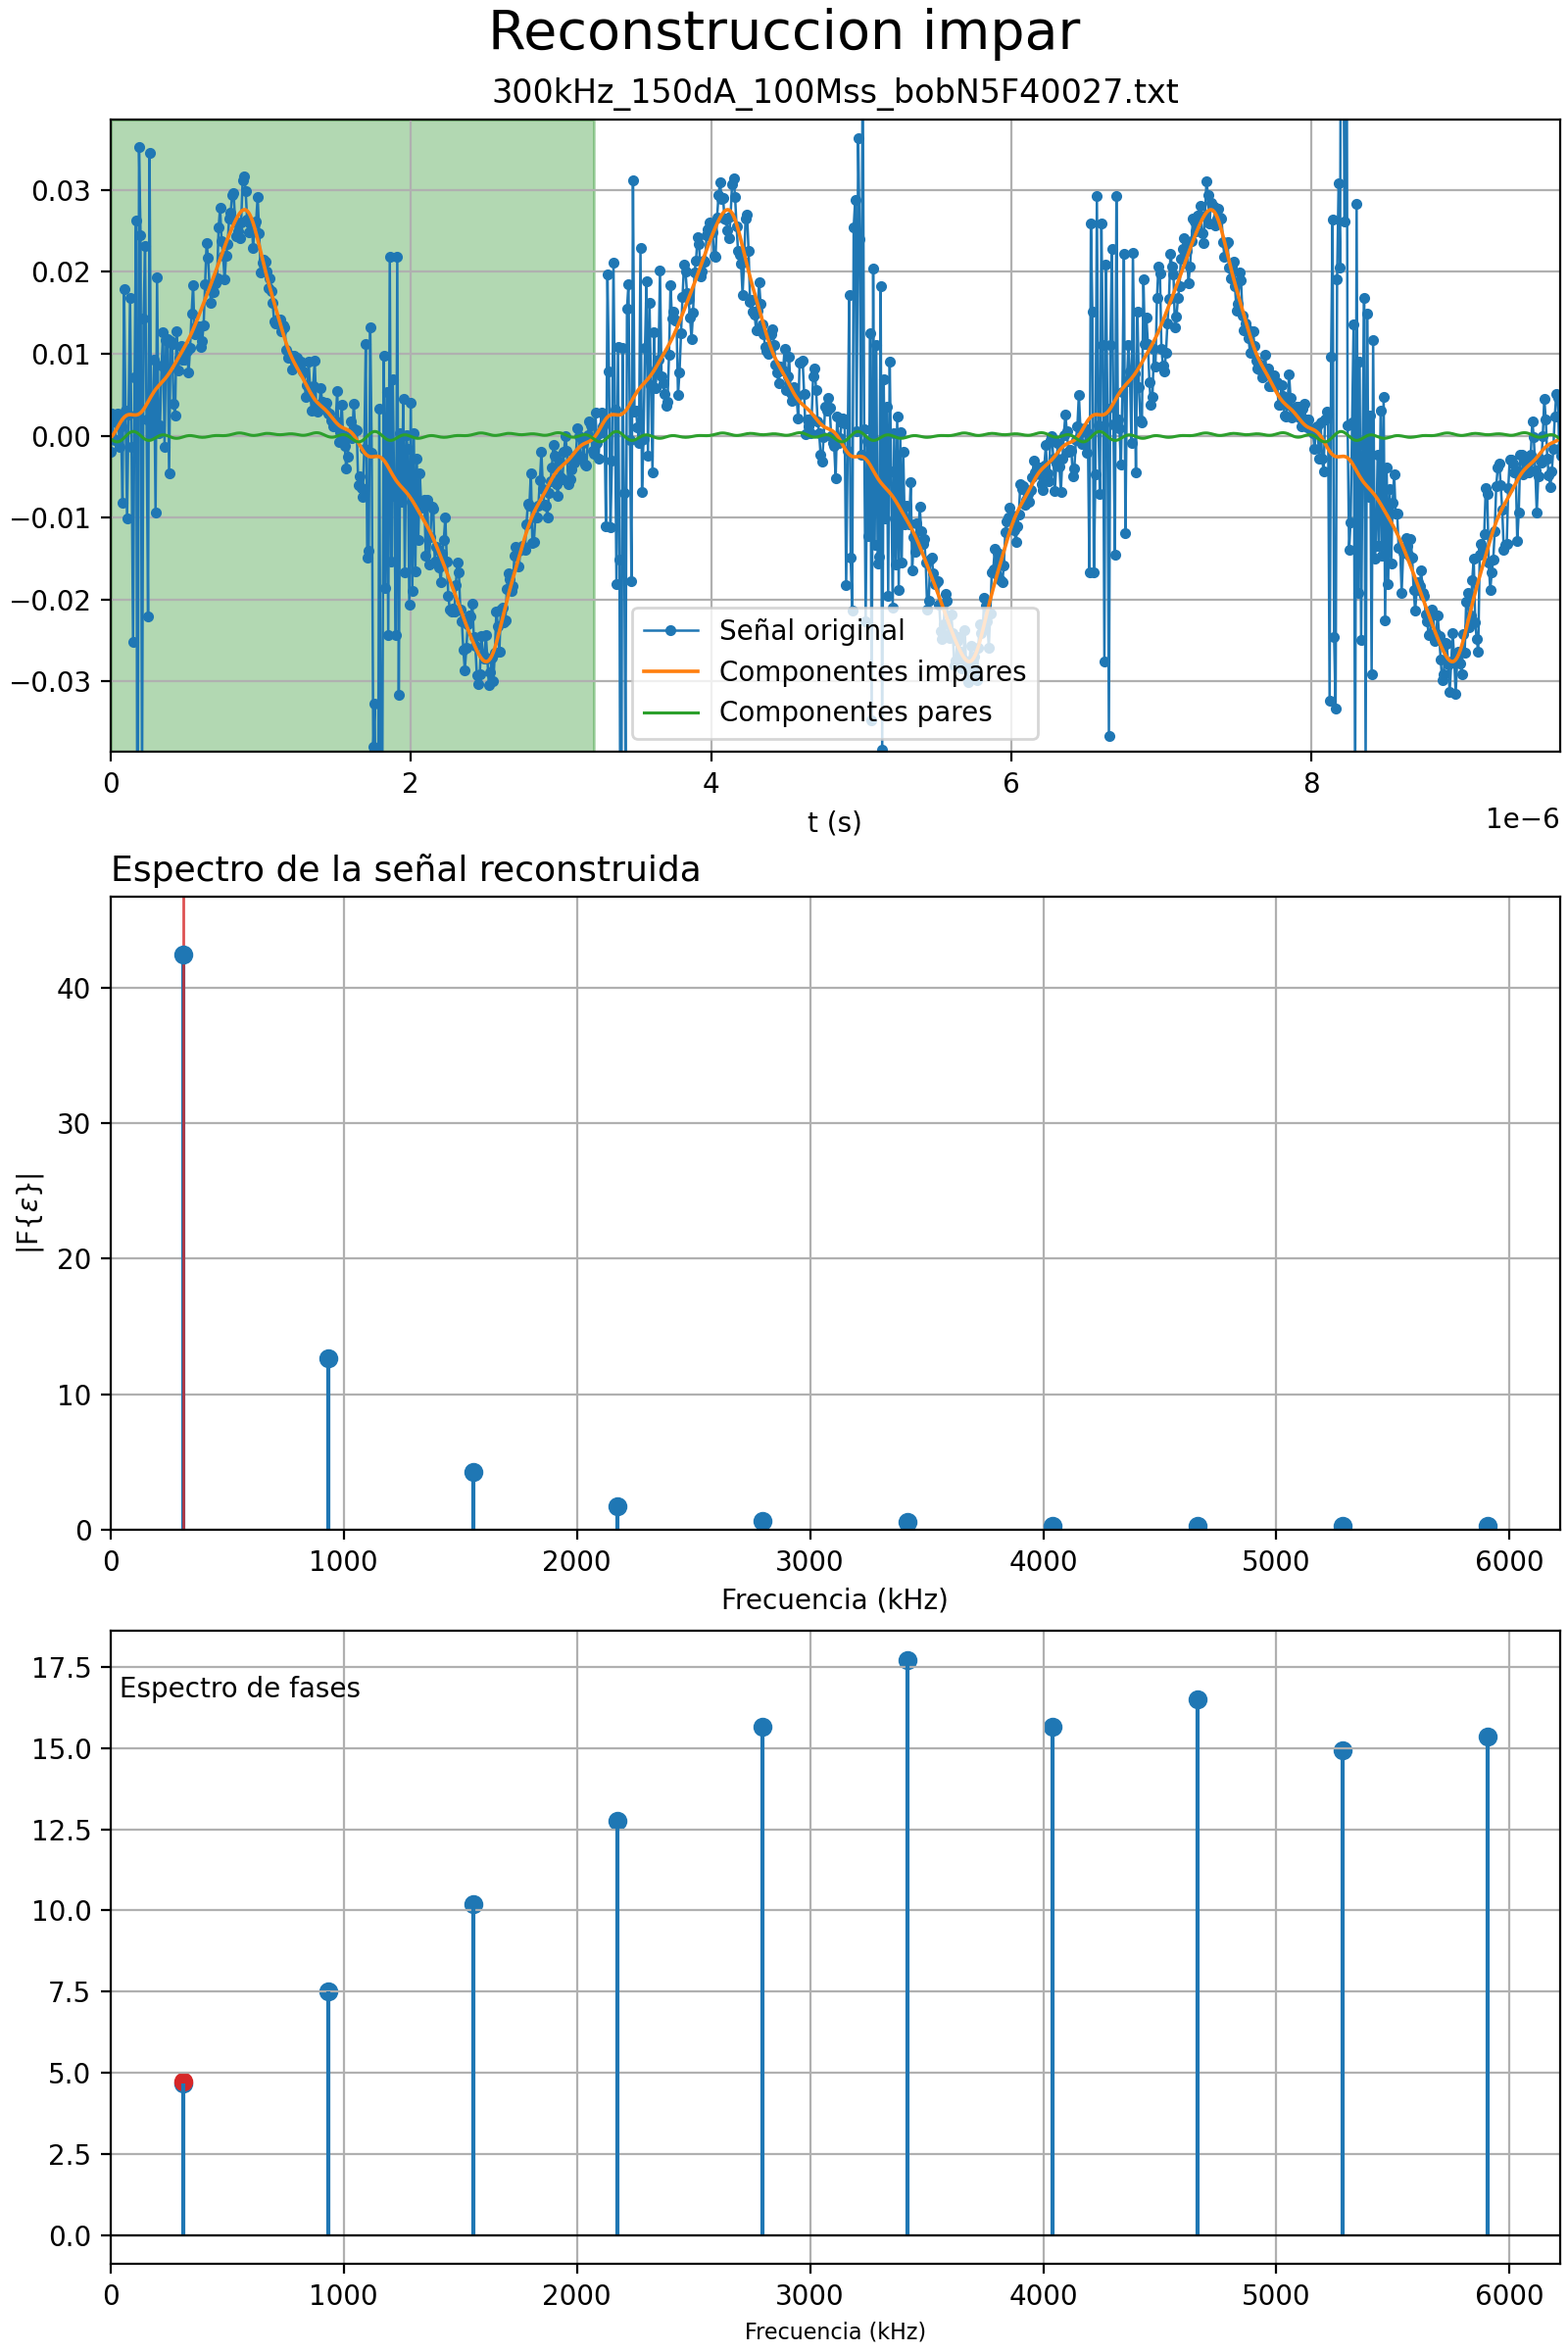 Reconstruccion impar
300kHz_150dA_100Mss_bobN5F40027.txt
0.03
0.02
0.01
0.00
−0.01
−0.02
−0.03
Señal original
Componentes impares
Componentes pares
0 2 4 6 8
1e−6
t (s)
Espectro de la señal reconstruida
40
30
20
10
0
|F{ε}|
0 1000 2000 3000 4000 5000 6000
Frecuencia (kHz)
17.5
Espectro de fases
15.0
12.5
10.0
7.5
5.0
2.5
0.0
0 1000 2000 3000 4000 5000 6000
Frecuencia (kHz)